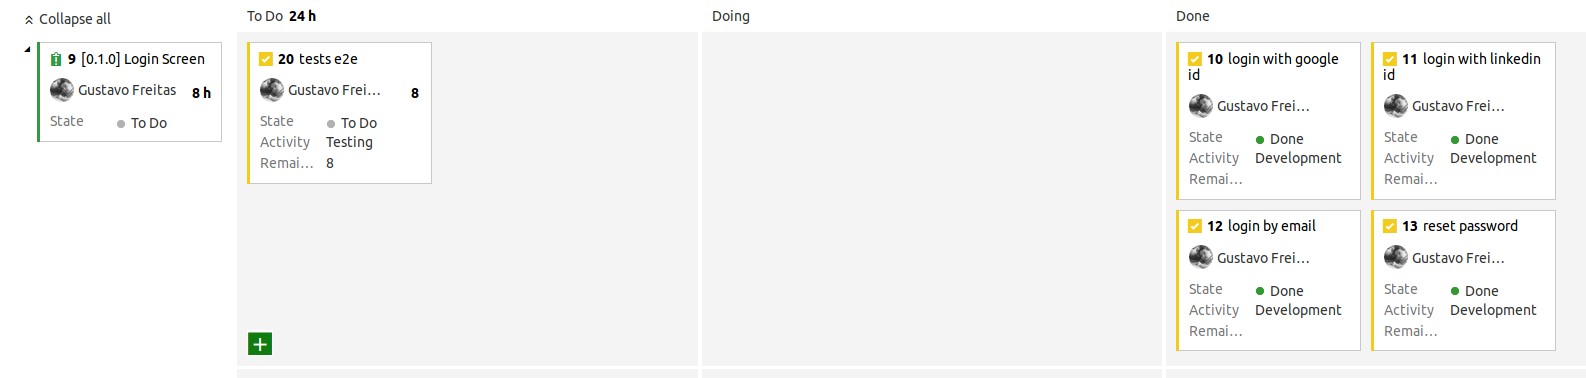 Collapse all
To Do 24 h
Doing
Done
9 [0.1.0] Login Screen
Gustavo Freitas 8 h
State To Do
20 tests e2e
Gustavo Frei… 8
State To Do
Activity Testing
Remai… 8
10 login with google
id
Gustavo Frei…
State Done
Activity Development
Remai…
11 login with linkedin
id
Gustavo Frei…
State Done
Activity Development
Remai…
12 login by email
Gustavo Frei…
State Done
Activity Development
Remai…
13 reset password
Gustavo Frei…
State Done
Activity Development
Remai…